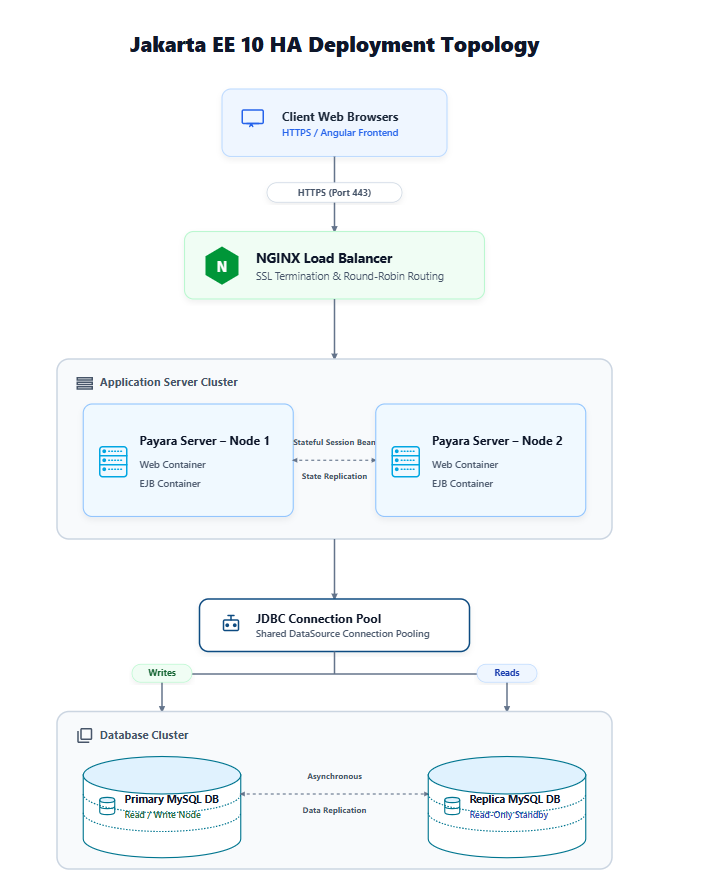 Jakarta EE 10 HA Deployment Topology
Client Web Browsers
HTTPS / Angular Frontend
HTTPS (Port 443)
N
NGINX Load Balancer
SSL Termination & Round-Robin Routing
Application Server Cluster
Payara Server – Node 1
Web Container
EJB Container
Stateful Session Bean
State Replication
Payara Server – Node 2
Web Container
EJB Container
JDBC Connection Pool
Shared DataSource Connection Pooling
Writes
Reads
Database Cluster
Primary MySQL DB
Read / Write Node
Asynchronous
Data Replication
Replica MySQL DB
Read-Only Standby